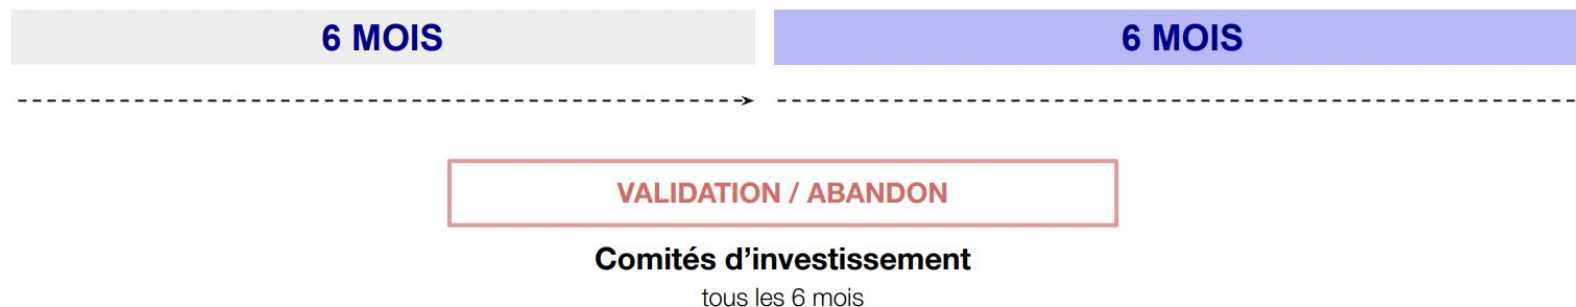 6 MOIS 6 MOIS
VALIDATION / ABANDON
Comités d’investissement
tous les 6 mois